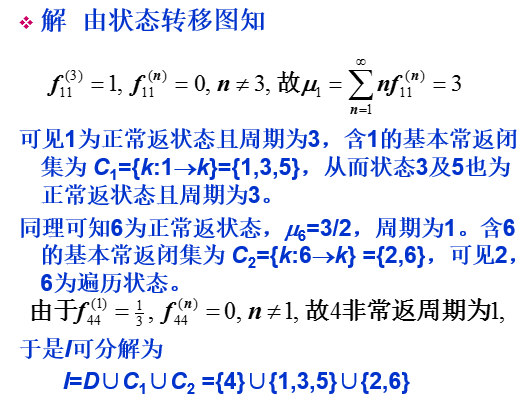 ❖ 解 由状态转移图知
f₁₁⁽³⁾ = 1, f₁₁⁽ⁿ⁾ = 0, n ≠ 3, 故μ₁ = ∑ₙ₌₁^∞ nf₁₁⁽ⁿ⁾ = 3
可见1为正常返状态且周期为3，含1的基本常返闭
集为 C₁={k:1→k}={1,3,5}，从而状态3及5也为
正常返状态且周期为3。
同理可知6为正常返状态，μ₆=3/2，周期为1。含6
的基本常返闭集为 C₂={k:6→k} ={2,6}，可见2，
6为遍历状态。
由于f₄₄⁽¹⁾ = 1/3, f₄₄⁽ⁿ⁾ = 0, n ≠ 1, 故4非常返周期为1,
于是I可分解为
I=D∪C₁∪C₂ ={4}∪{1,3,5}∪{2,6}